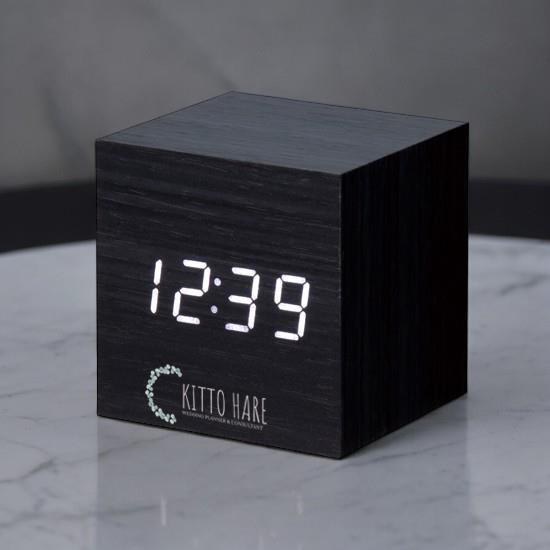 12:39
KITTO HARE
WEDDING PLANNER & CONSULTANT